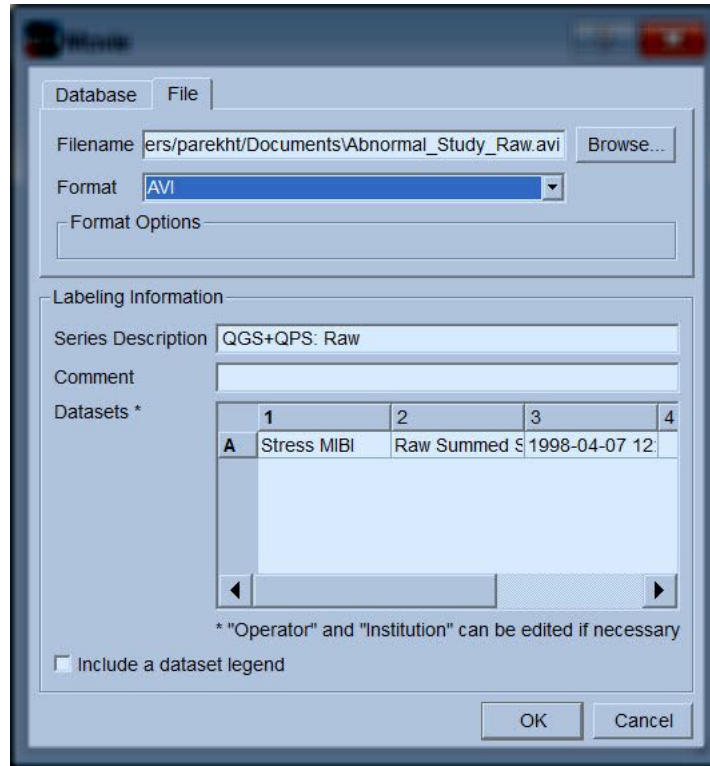 Movie
Database File
Filename ers/parekht/Documents\Abnormal_Study_Raw.avi Browse...
Format AVI
Format Options
Labeling Information
Series Description QGS+QPS: Raw
Comment
Datasets *
1 2 3 4
A Stress MIBI Raw Summed S 1998-04-07 12:
* "Operator" and "Institution" can be edited if necessary
Include a dataset legend
OK Cancel